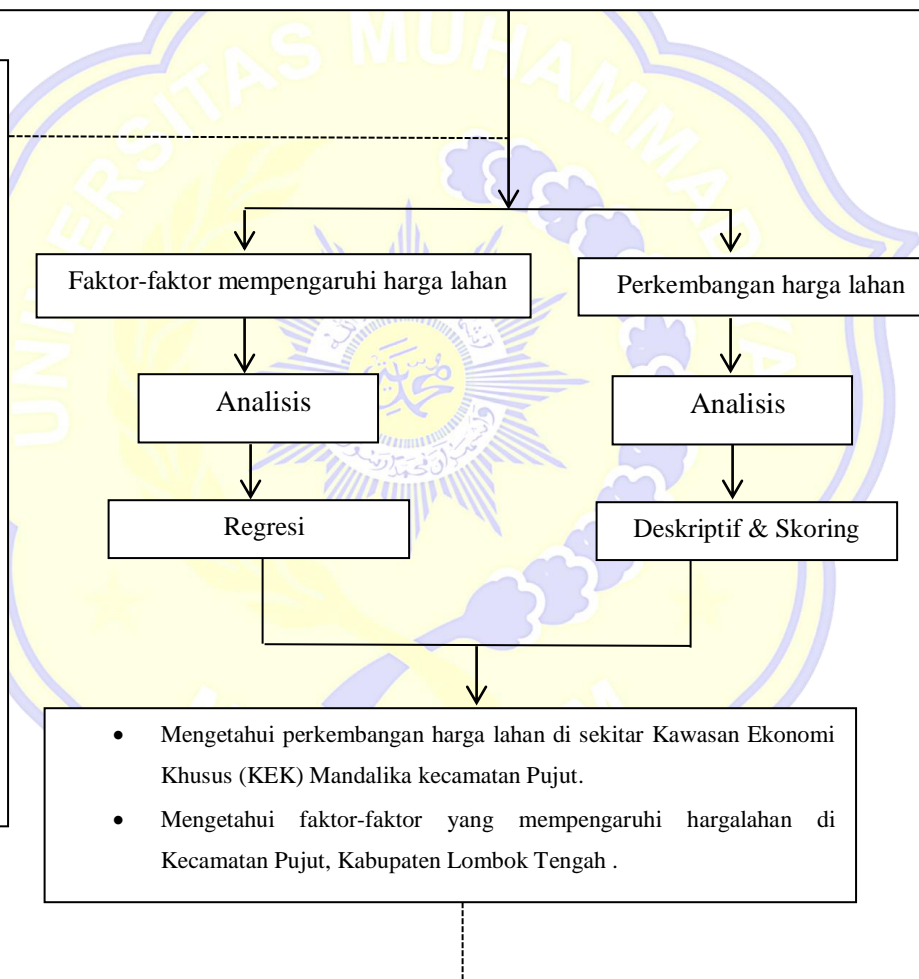 UNIVERSITAS MUHAMMADIYA
Faktor-faktor mempengaruhi harga lahan
Perkembangan harga lahan
Analisis
Analisis
Regresi
Deskriptif & Skoring
• Mengetahui perkembangan harga lahan di sekitar Kawasan Ekonomi
Khusus (KEK) Mandalika kecamatan Pujut.
• Mengetahui faktor-faktor yang mempengaruhi hargalahan di
Kecamatan Pujut, Kabupaten Lombok Tengah .